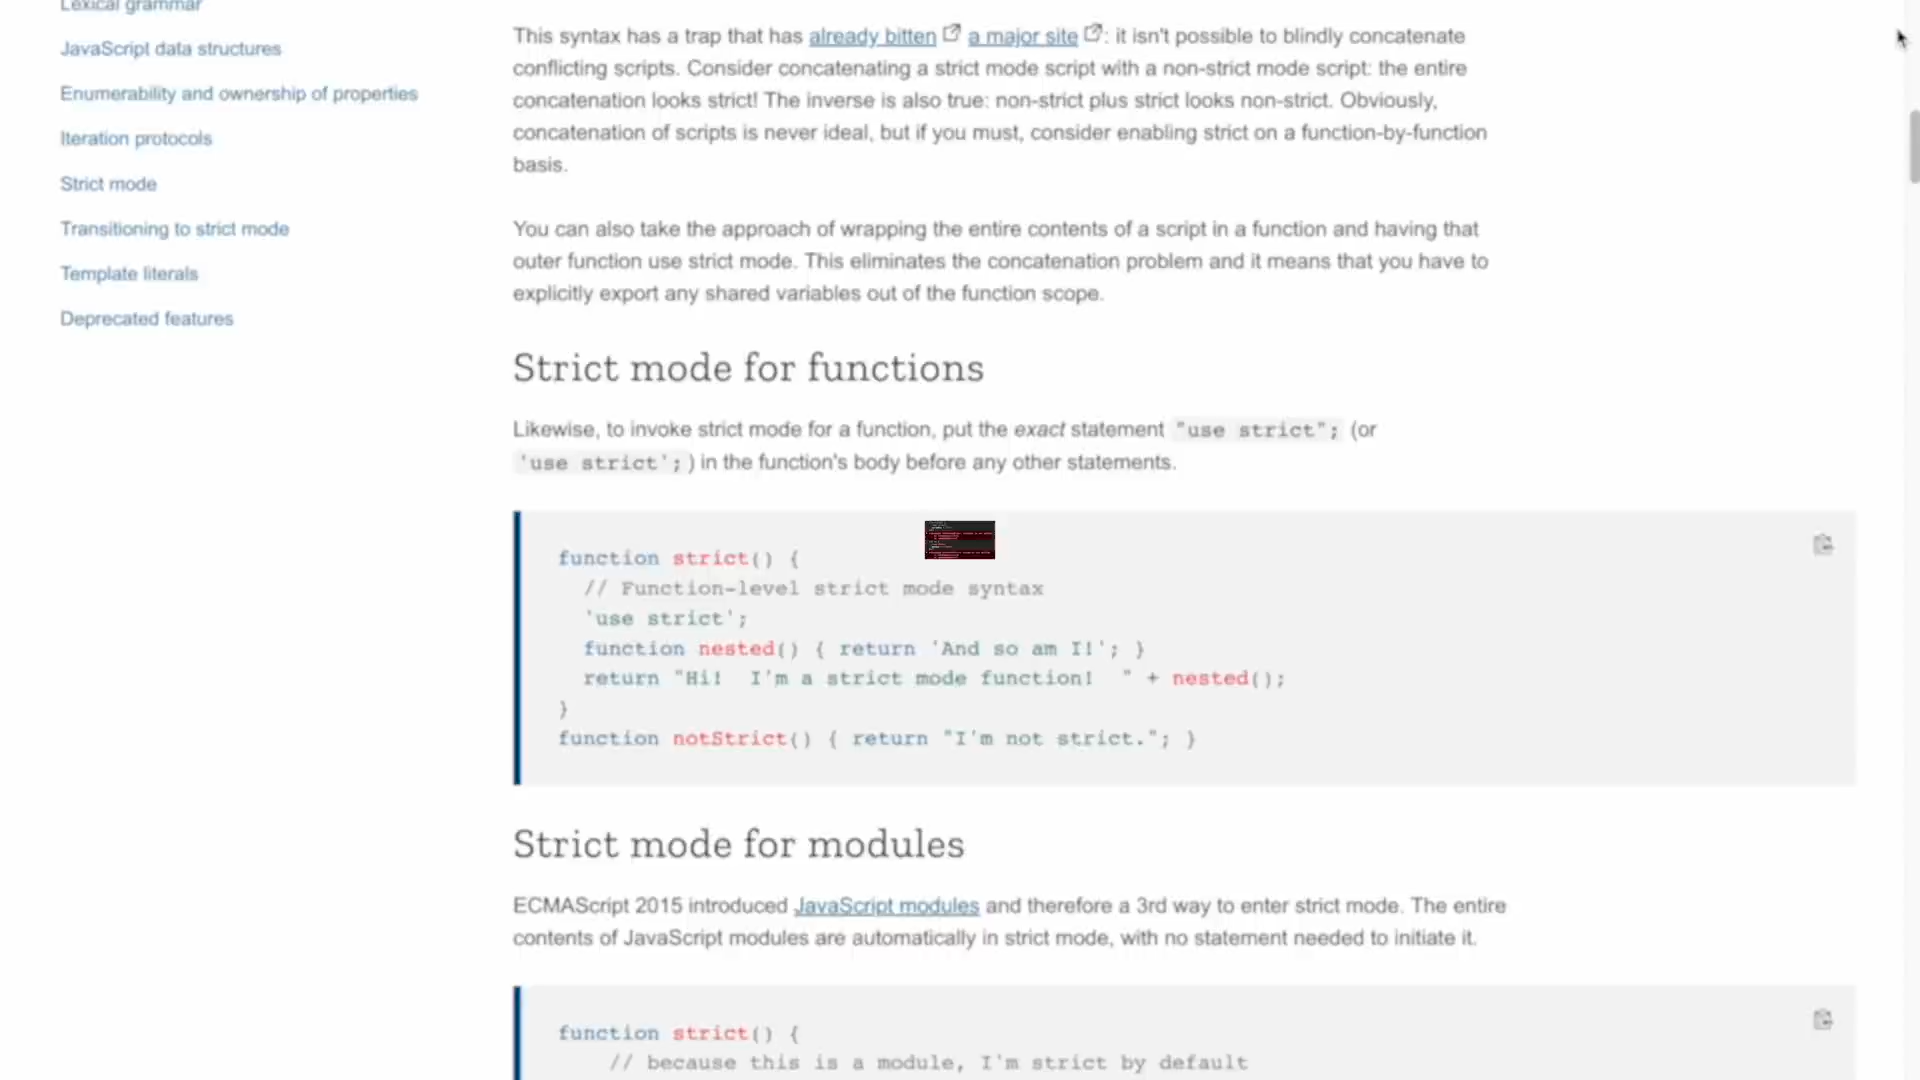 Lexical grammar
JavaScript data structures
Enumerability and ownership of properties
Iteration protocols
Strict mode
Transitioning to strict mode
Template literals
Deprecated features
This syntax has a trap that has already bitten a major site : it isn't possible to blindly concatenate
conflicting scripts. Consider concatenating a strict mode script with a non-strict mode script: the entire
concatenation looks strict! The inverse is also true: non-strict plus strict looks non-strict. Obviously,
concatenation of scripts is never ideal, but if you must, consider enabling strict on a function-by-function
basis.
You can also take the approach of wrapping the entire contents of a script in a function and having that
outer function use strict mode. This eliminates the concatenation problem and it means that you have to
explicitly export any shared variables out of the function scope.
Strict mode for functions
Likewise, to invoke strict mode for a function, put the exact statement "use strict"; (or
'use strict'; ) in the function's body before any other statements.
function strict() {
// Function-level strict mode syntax
'use strict';
function nested() { return 'And so am I!'; }
return "Hi!  I'm a strict mode function!  " + nested();
}
function notStrict() { return "I'm not strict."; }
Strict mode for modules
ECMAScript 2015 introduced JavaScript modules and therefore a 3rd way to enter strict mode. The entire
contents of JavaScript modules are automatically in strict mode, with no statement needed to initiate it.
function strict() {
// because this is a module, I'm strict by default